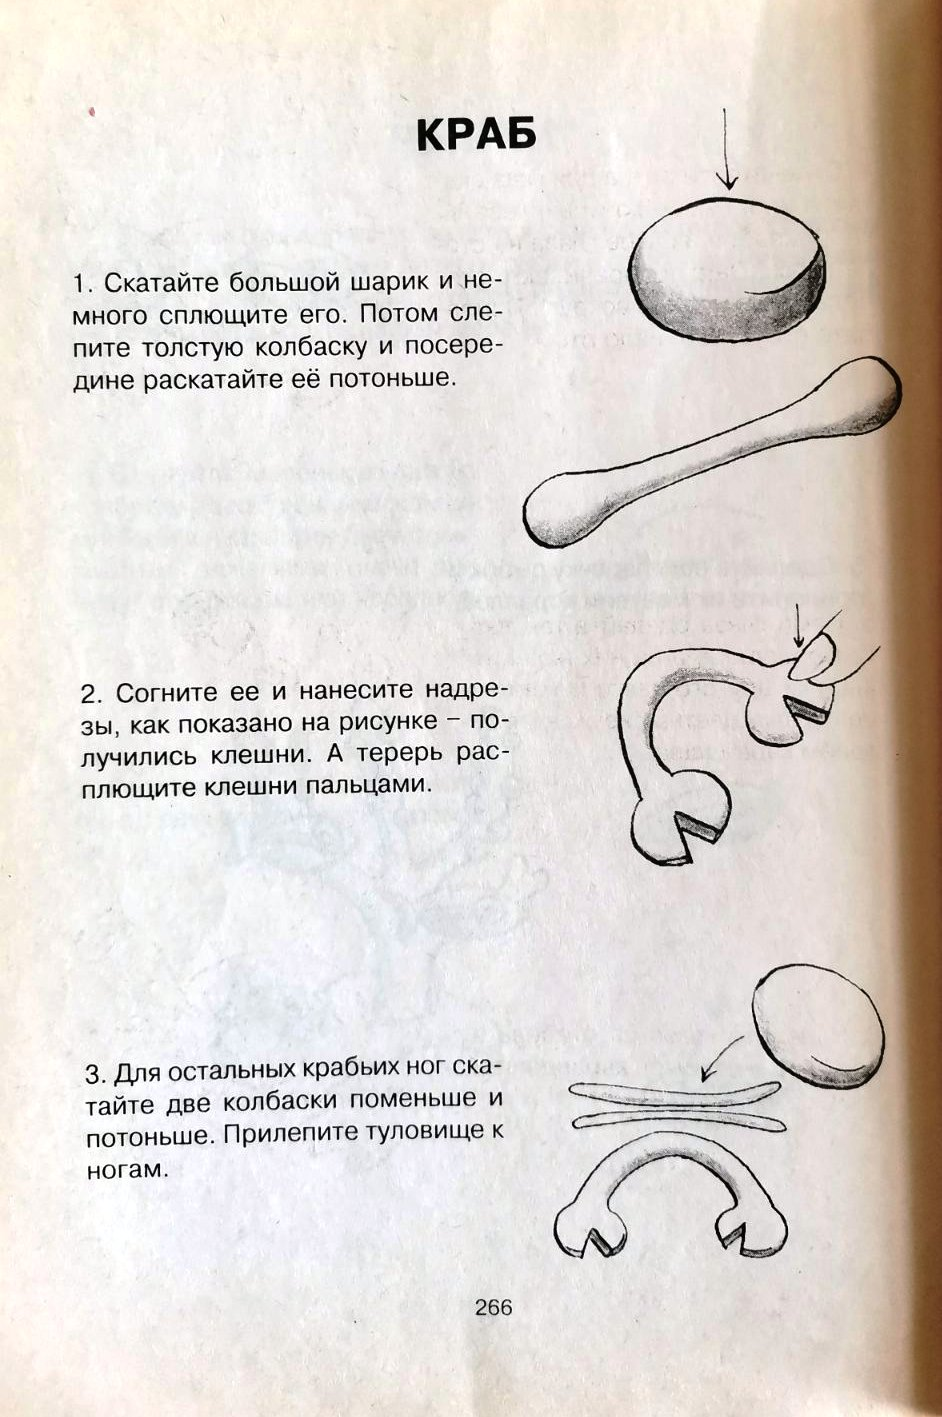 КРАБ
1. Скатайте большой шарик и не-
много сплющите его. Потом сле-
пите толстую колбаску и посере-
дине раскатайте её потоньше.
2. Согните ее и нанесите надре-
зы, как показано на рисунке – по-
лучились клешни. А терерь рас-
плющите клешни пальцами.
3. Для остальных крабьих ног ска-
тайте две колбаски поменьше и
потоньше. Прилепите туловище к
ногам.
266